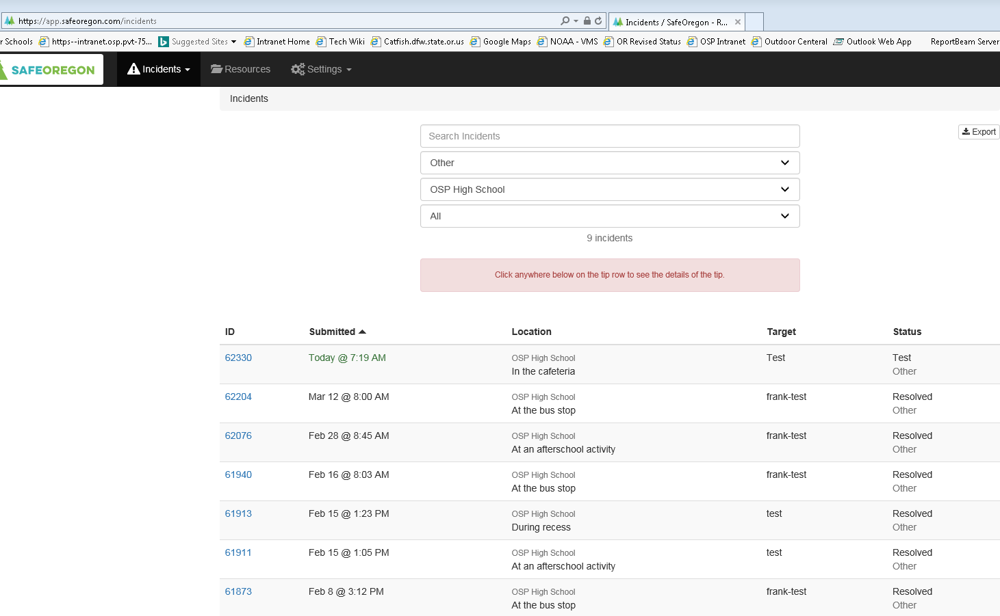 https://app.safeoregon.com/incidents
Incidents / SafeOregon - R...
r Schools https--intranet.osp.pvt-75... Suggested Sites Intranet Home Tech Wiki Catfish.dfw.state.or.us Google Maps NOAA - VMS OR Revised Status OSP Intranet Outdoor Centeral Outlook Web App ReportBeam Server
SAFEOREGON Incidents Resources Settings
Incidents
Search Incidents
Export
Other
OSP High School
All
9 incidents
Click anywhere below on the tip row to see the details of the tip.
ID Submitted Location Target Status
62330 Today @ 7:19 AM OSP High School Test Test
In the cafeteria Other
62204 Mar 12 @ 8:00 AM OSP High School frank-test Resolved
At the bus stop Other
62076 Feb 28 @ 8:45 AM OSP High School frank-test Resolved
At an afterschool activity Other
61940 Feb 16 @ 8:03 AM OSP High School frank-test Resolved
At the bus stop Other
61913 Feb 15 @ 1:23 PM OSP High School test Resolved
During recess Other
61911 Feb 15 @ 1:05 PM OSP High School test Resolved
At an afterschool activity Other
61873 Feb 8 @ 3:12 PM OSP High School frank-test Resolved
At the bus stop Other